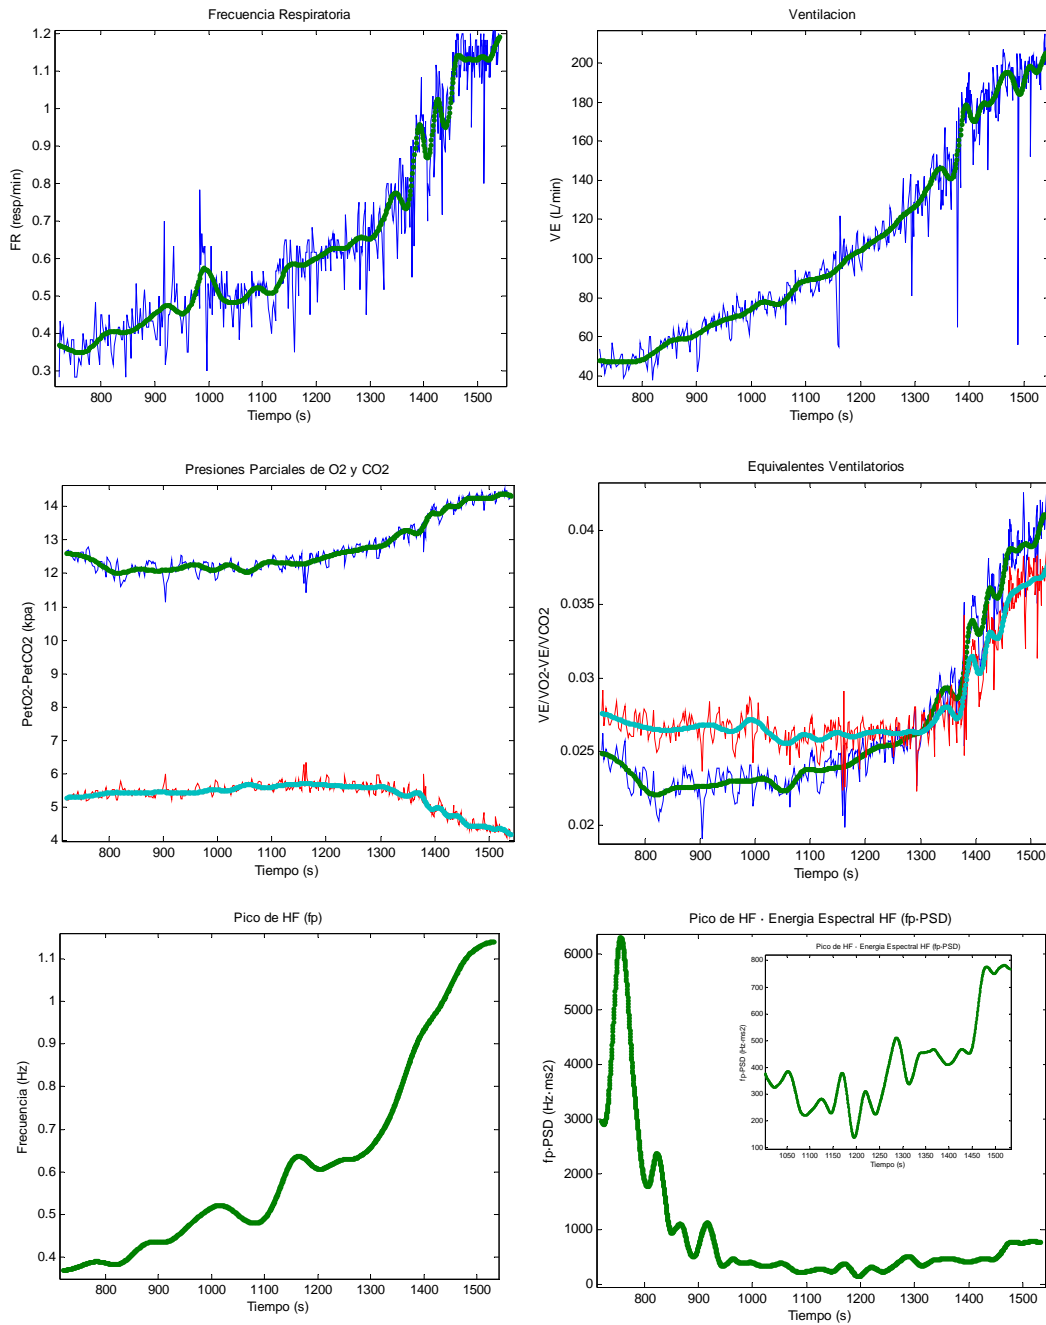 Frecuencia Respiratoria
1.2
1.1
1
0.9
0.8
0.7
0.6
0.5
0.4
0.3
FR (resp/min)
800 900 1000 1100 1200 1300 1400 1500
Tiempo (s)
Ventilacion
200
180
160
140
120
100
80
60
40
VE (L/min)
800 900 1000 1100 1200 1300 1400 1500
Tiempo (s)
Presiones Parciales de O2 y CO2
14
13
12
11
10
9
8
7
6
5
4
PetO2-PetCO2 (kpa)
800 900 1000 1100 1200 1300 1400 1500
Tiempo (s)
Equivalentes Ventilatorios
0.04
0.035
0.03
0.025
0.02
VE/VO2-VE/VCO2
800 900 1000 1100 1200 1300 1400 1500
Tiempo (s)
Pico de HF (fp)
1.1
1
0.9
0.8
0.7
0.6
0.5
0.4
Frecuencia (Hz)
800 900 1000 1100 1200 1300 1400 1500
Tiempo (s)
Pico de HF · Energia Espectral HF (fp·PSD)
6000
5000
4000
3000
2000
1000
0
fp·PSD (Hz·ms2)
800 900 1000 1100 1200 1300 1400 1500
Tiempo (s)
Pico de HF - Energia Espectral HF (fp·PSD)
800
700
600
500
400
300
200
100
fp-PSD (Hz·ms2)
1050 1100 1150 1200 1250 1300 1350 1400 1450 1500
Tiempo (s)